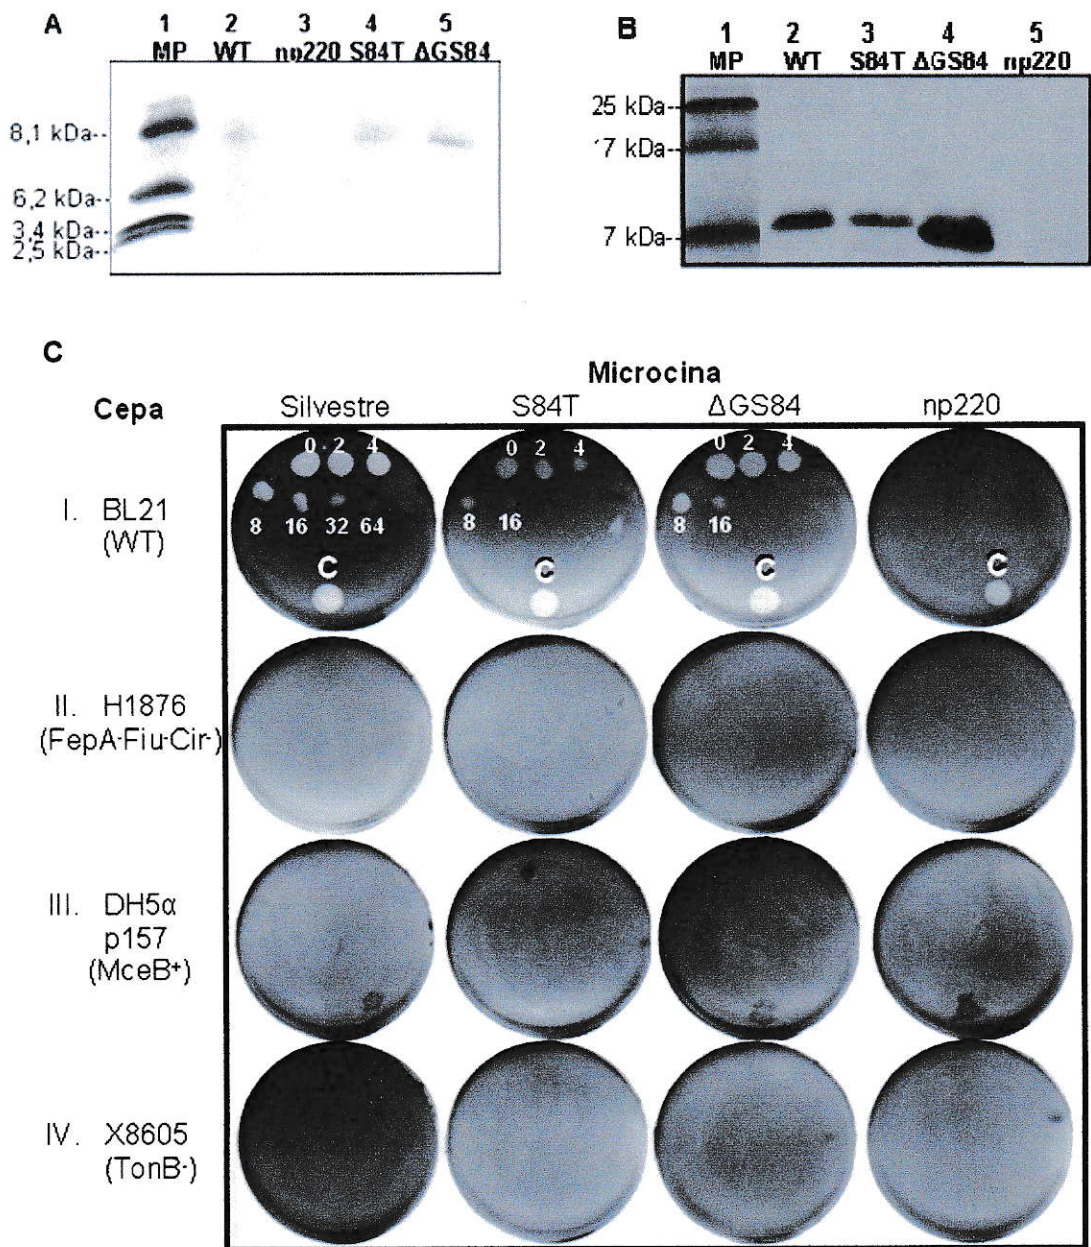 A
1 2 3 4 5
MP WT np220 S84T ΔGS84
8,1 kDa--
6,2 kDa--
3,4 kDa--
2,5 kDa--
B
1 2 3 4 5
MP WT S84T ΔGS84 np220
25 kDa--
17 kDa--
7 kDa--
C
Microcina
Cepa Silvestre S84T ΔGS84 np220
I. BL21
(WT)
0 2 4
8 16 32 64
C
0 2 4
8 16
C
0 2 4
8 16
C
C
II. H1876
(FepA-Fiu-Cir-)
III. DH5α
p157
(MceB+)
IV. X8605
(TonB-)